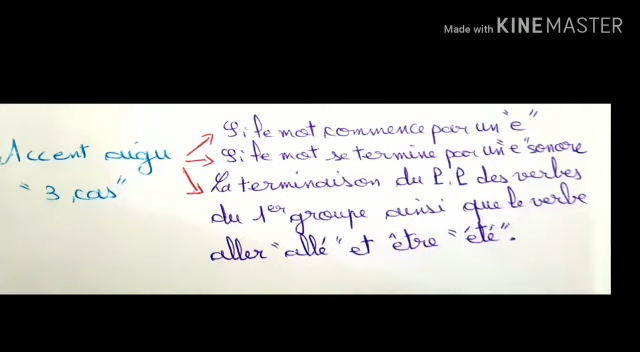 Made with KINEMASTER
Si le mot commence par un "e"
Accent aigu
Si le mot se termine par un "e" sonore
"3 cas"
La terminaison du P.P des verbes
du 1er groupe ainsi que le verbe
aller "allé" et être "été".